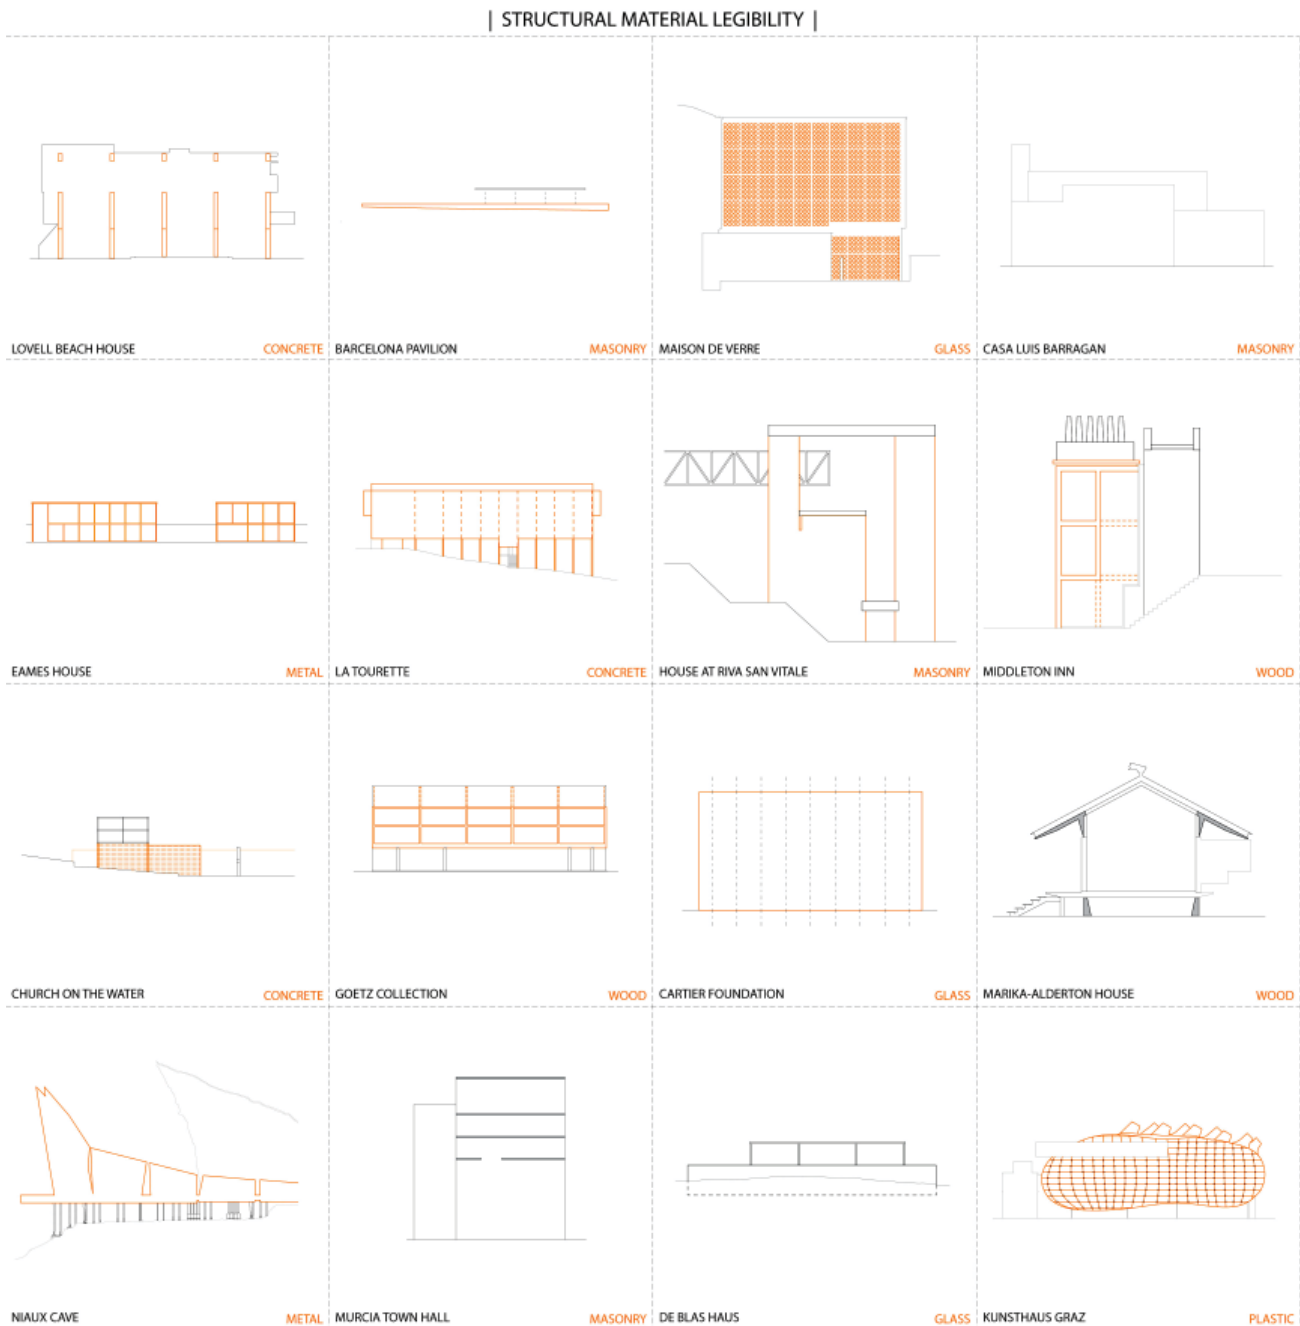 | STRUCTURAL MATERIAL LEGIBILITY |
LOVELL BEACH HOUSE CONCRETE
BARCELONA PAVILION MASONRY
MAISON DE VERRE GLASS
CASA LUIS BARRAGAN MASONRY
EAMES HOUSE METAL
LA TOURETTE CONCRETE
HOUSE AT RIVA SAN VITALE MASONRY
MIDDLETON INN WOOD
CHURCH ON THE WATER CONCRETE
GOETZ COLLECTION WOOD
CARTIER FOUNDATION GLASS
MARIKA-ALDERTON HOUSE WOOD
NIAUX CAVE METAL
MURCIA TOWN HALL MASONRY
DE BLAS HAUS GLASS
KUNSTHAUS GRAZ PLASTIC